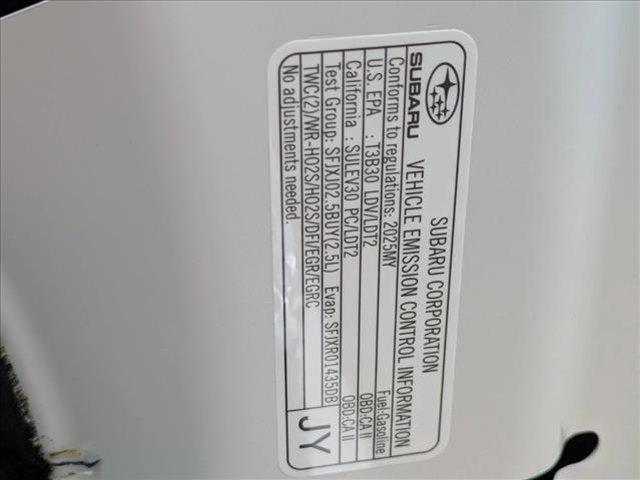 SUBARU CORPORATION
SUBARU VEHICLE EMISSION CONTROL INFORMATION
Conforms to regulations: 2025MY Fuel:Gasoline
U.S. EPA : T3B30 LDV/LDT2 OBD:CA II
California : SULEV30 PC/LDT2 OBD:CA II
Test Group: SFJXJ02.5BUY(2.5L) Evap: SFJXR01435DB
TWC(2)/WR-HO2S/HO2S/DFI/EGR/EGRC
No adjustments needed.
JY